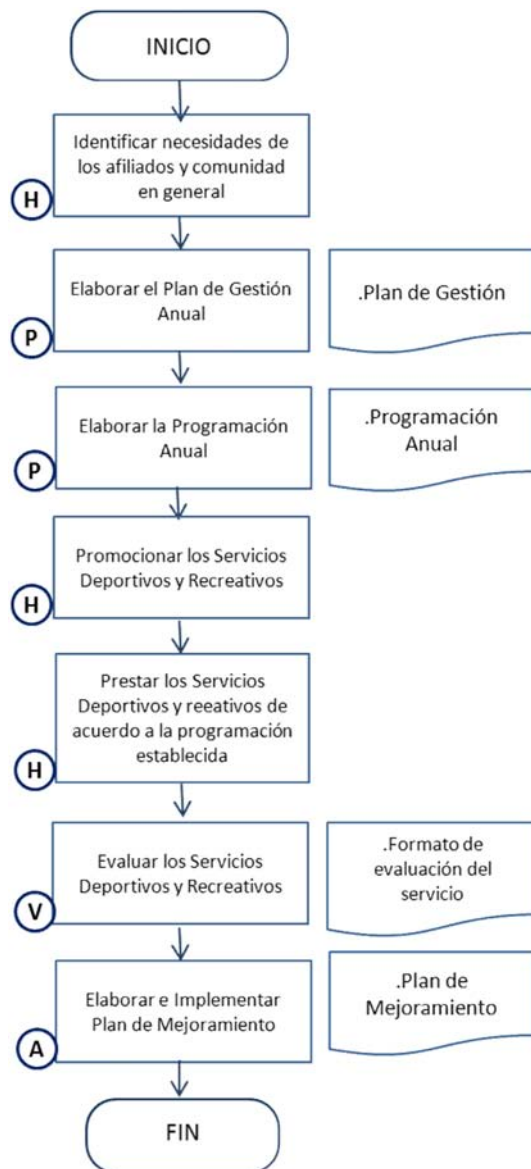 INICIO
Identificar necesidades de
los afiliados y comunidad
en general
H
Elaborar el Plan de Gestión
Anual
P
.Plan de Gestión
Elaborar la Programación
Anual
P
.Programación
Anual
Promocionar los Servicios
Deportivos y Recreativos
H
Prestar los Servicios
Deportivos y reeativos de
acuerdo a la programación
establecida
H
Evaluar los Servicios
Deportivos y Recreativos
V
.Formato de
evaluación del
servicio
Elaborar e Implementar
Plan de Mejoramiento
A
.Plan de
Mejoramiento
FIN